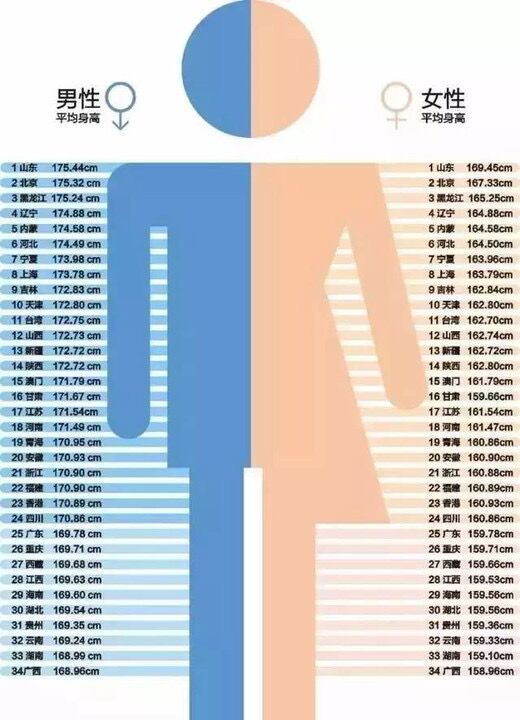 男性
平均身高
女性
平均身高
1 山东 175.44cm
2 北京 175.32 cm
3 黑龙江 175.24 cm
4 辽宁 174.88 cm
5 内蒙 174.58 cm
6 河北 174.49 cm
7 宁夏 173.98 cm
8 上海 173.78 cm
9 吉林 172.83 cm
10 天津 172.80 cm
11 台湾 172.75 cm
12 山西 172.73 cm
13 新疆 172.72 cm
14 陕西 172.72 cm
15 澳门 171.79 cm
16 甘肃 171.67 cm
17 江苏 171.54cm
18 河南 171.49 cm
19 青海 170.95 cm
20 安徽 170.93 cm
21 浙江 170.90 cm
22 福建 170.90 cm
23 香港 170.89 cm
24 四川 170.86 cm
25 广东 169.78 cm
26 重庆 169.71 cm
27 西藏 169.68 cm
28 江西 169.63 cm
29 海南 169.60 cm
30 湖北 169.54 cm
31 贵州 169.35 cm
32 云南 169.24 cm
33 湖南 168.99 cm
34 广西 168.96cm
1 山东 169.45cm
2 北京 167.33cm
3 黑龙江 165.25cm
4 辽宁 164.88cm
5 内蒙 164.58cm
6 河北 164.50cm
7 宁夏 163.96cm
8 上海 163.79cm
9 吉林 162.84cm
10 天津 162.80cm
11 台湾 162.70cm
12 山西 162.74cm
13 新疆 162.72cm
14 陕西 162.80cm
15 澳门 161.79cm
16 甘肃 159.66cm
17 江苏 161.54cm
18 河南 161.47cm
19 青海 160.86cm
20 安徽 160.90cm
21 浙江 160.88cm
22 福建 160.89cm
23 香港 160.93cm
24 四川 160.86cm
25 广东 159.78cm
26 重庆 159.71cm
27 西藏 159.66cm
28 江西 159.53cm
29 海南 159.56cm
30 湖北 159.56cm
31 贵州 159.36cm
32 云南 159.33cm
33 湖南 159.10cm
34 广西 158.96cm